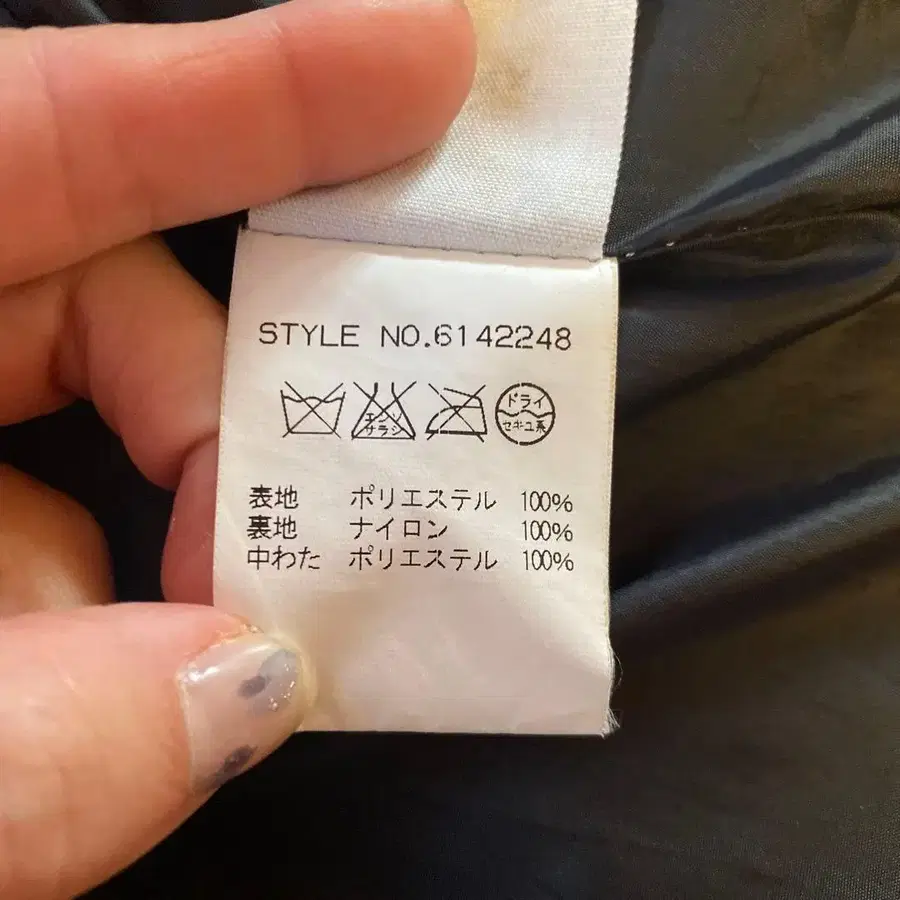 STYLE NO.6142248
エンソ サラシ ドライ セキユ系
表地 ポリエステル 100%
裏地 ナイロン 100%
中わた ポリエステル 100%